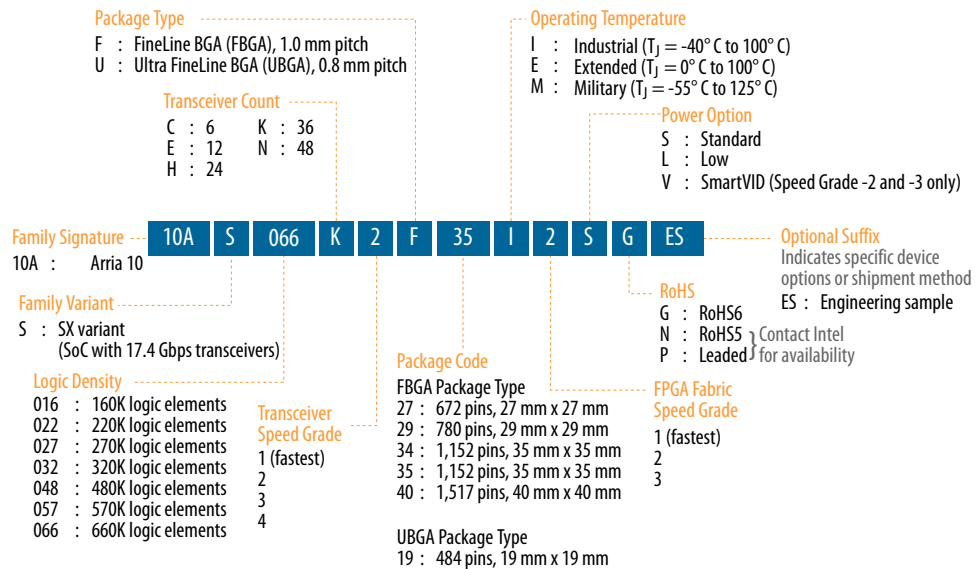 Package Type
F : FineLine BGA (FBGA), 1.0 mm pitch
U : Ultra FineLine BGA (UBGA), 0.8 mm pitch
Operating Temperature
I : Industrial (TJ = -40° C to 100° C)
E : Extended (TJ = 0° C to 100° C)
M : Military (TJ = -55° C to 125° C)
Transceiver Count
C : 6 K : 36
E : 12 N : 48
H : 24
Power Option
S : Standard
L : Low
V : SmartVID (Speed Grade -2 and -3 only)
Family Signature
10A : Arria 10
10A S 066 K 2 F 35 I 2 S G ES
Optional Suffix
Indicates specific device
options or shipment method
ES : Engineering sample
Family Variant
S : SX variant
(SoC with 17.4 Gbps transceivers)
RoHS
G : RoHS6
N : RoHS5
P : Leaded
} Contact Intel
for availability
Logic Density
016 : 160K logic elements
022 : 220K logic elements
027 : 270K logic elements
032 : 320K logic elements
048 : 480K logic elements
057 : 570K logic elements
066 : 660K logic elements
Transceiver
Speed Grade
1 (fastest)
2
3
4
Package Code
FBGA Package Type
27 : 672 pins, 27 mm x 27 mm
29 : 780 pins, 29 mm x 29 mm
34 : 1,152 pins, 35 mm x 35 mm
35 : 1,152 pins, 35 mm x 35 mm
40 : 1,517 pins, 40 mm x 40 mm
UBGA Package Type
19 : 484 pins, 19 mm x 19 mm
FPGA Fabric
Speed Grade
1 (fastest)
2
3